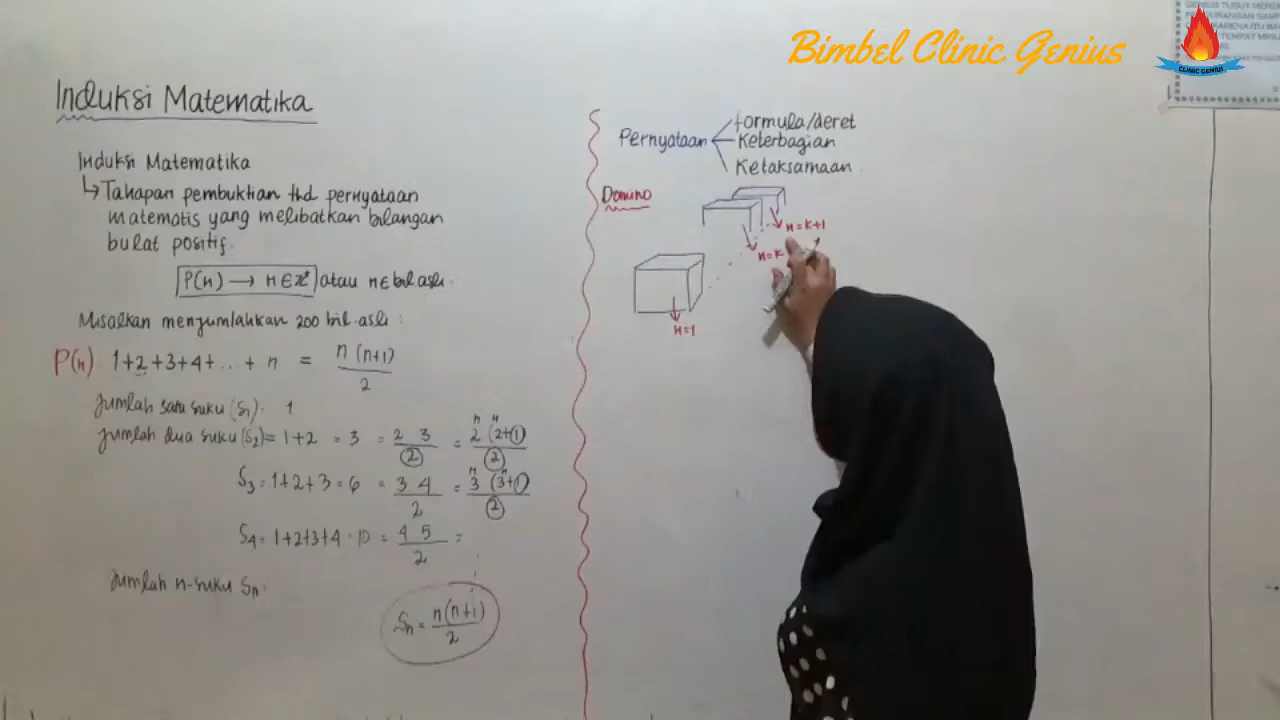 Bimbel Clinic Genius
CLINIC GENIUS
Induksi Matematika
Induksi Matematika
↳ Tahapan pembuktian thd pernyataan
matematis yang melibatkan bilangan
bulat positif.
P(n) → n ∈ Z⁺ atau n ∈ bil asli.
Misalkan menjumlahkan 200 bil. asli :
P(n) 1+2+3+4+...+ n = n (n+1) / 2
Jumlah satu suku (S₁). 1
Jumlah dua suku (S₂) = 1+2 = 3 = 2 3 / 2 = 2 (2+1) / 2
S₃ = 1+2+3 = 6 = 3 4 / 2 = 3 (3+1) / 2
S₄ = 1+2+3+4 = 10 = 4 5 / 2 =
Jumlah n-suku Sₙ.
Sₙ = n(n+1) / 2
Pernyataan
formula/deret
Keterbagian
Ketaksamaan
Domino
n=k+1
n=k
n=1